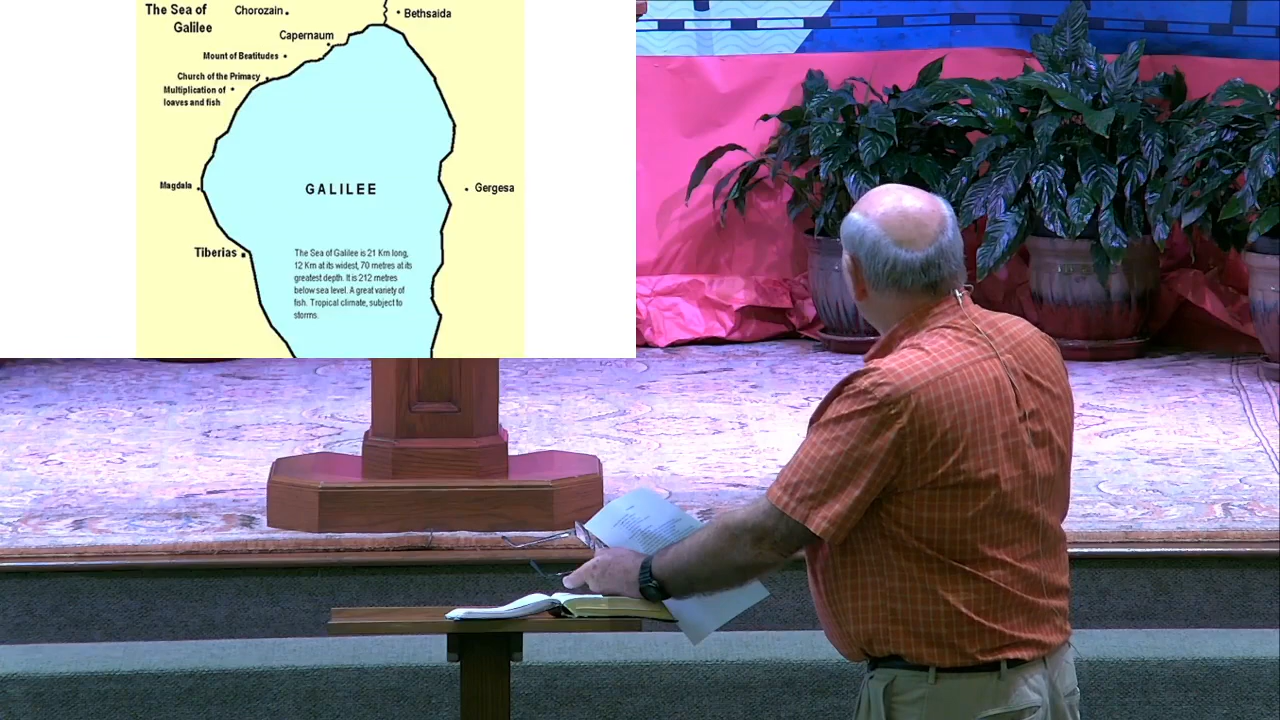 The Sea of
Galilee
Chorozain
Bethsaida
Capernaum
Mount of Beatitudes
Church of the Primacy
Multiplication of
loaves and fish
Magdala
GALILEE
Gergesa
Tiberias
The Sea of Galilee is 21 Km long,
12 Km at its widest, 70 metres at its
greatest depth. It is 212 metres
below sea level. A great variety of
fish. Tropical climate, subject to
storms.